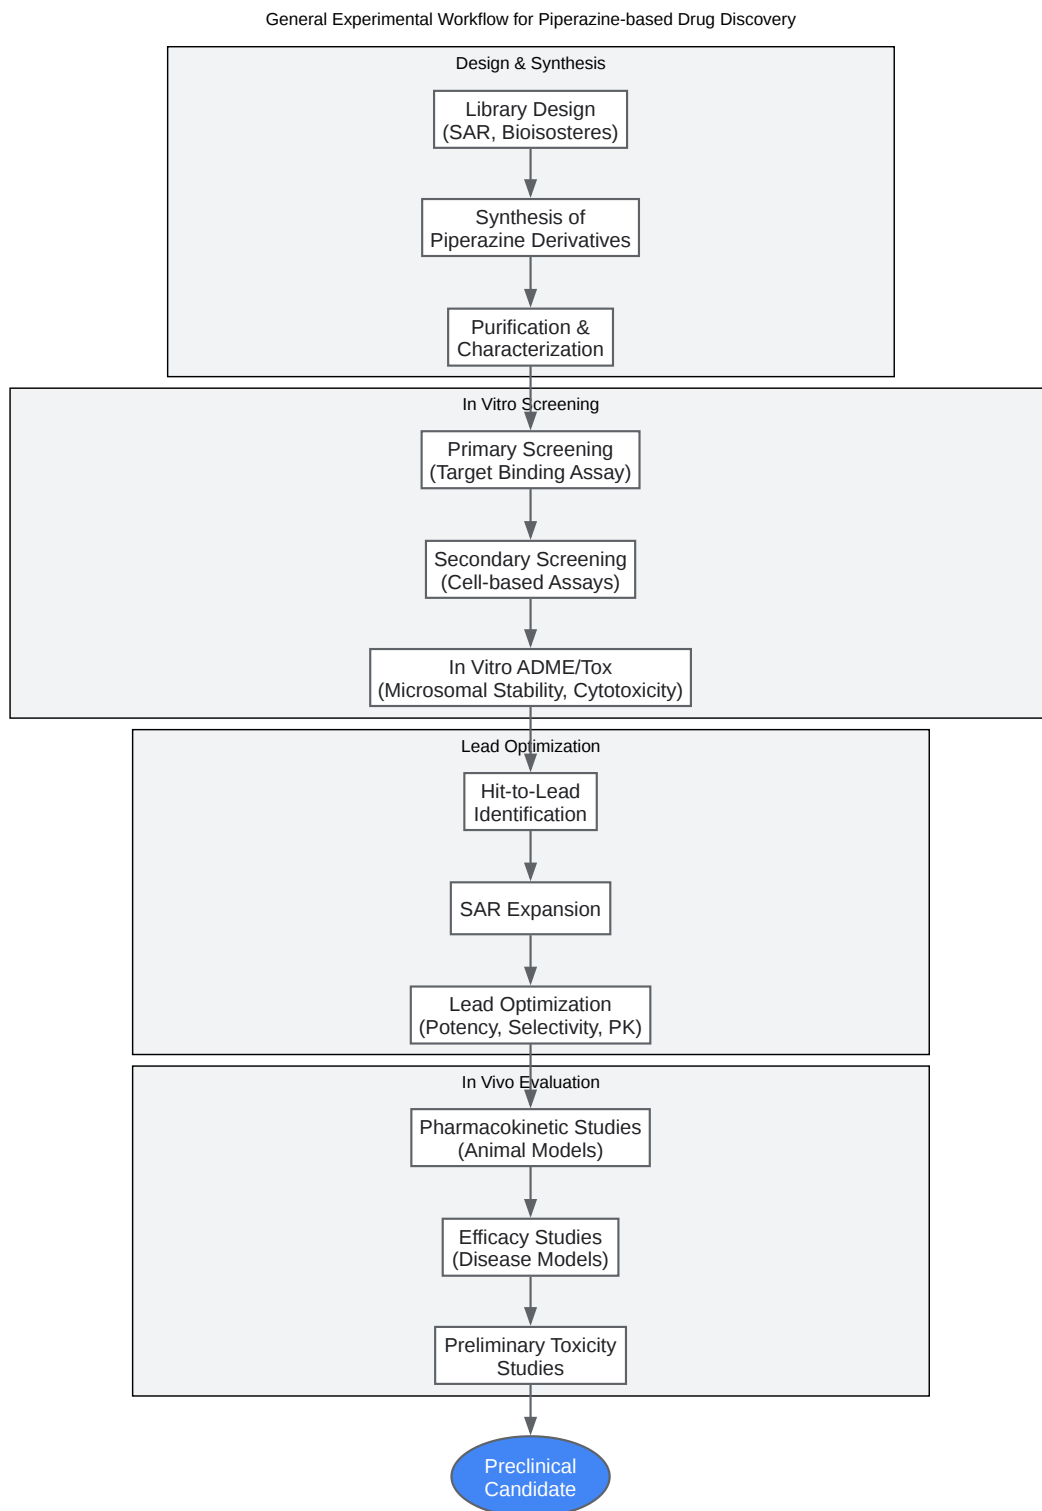 General Experimental Workflow for Piperazine-based Drug Discovery
Design & Synthesis
Library Design
(SAR, Bioisosteres)
Synthesis of
Piperazine Derivatives
Purification &
Characterization
In Vitro Screening
Primary Screening
(Target Binding Assay)
Secondary Screening
(Cell-based Assays)
In Vitro ADME/Tox
(Microsomal Stability, Cytotoxicity)
Lead Optimization
Hit-to-Lead
Identification
SAR Expansion
Lead Optimization
(Potency, Selectivity, PK)
In Vivo Evaluation
Pharmacokinetic Studies
(Animal Models)
Efficacy Studies
(Disease Models)
Preliminary Toxicity
Studies
Preclinical
Candidate